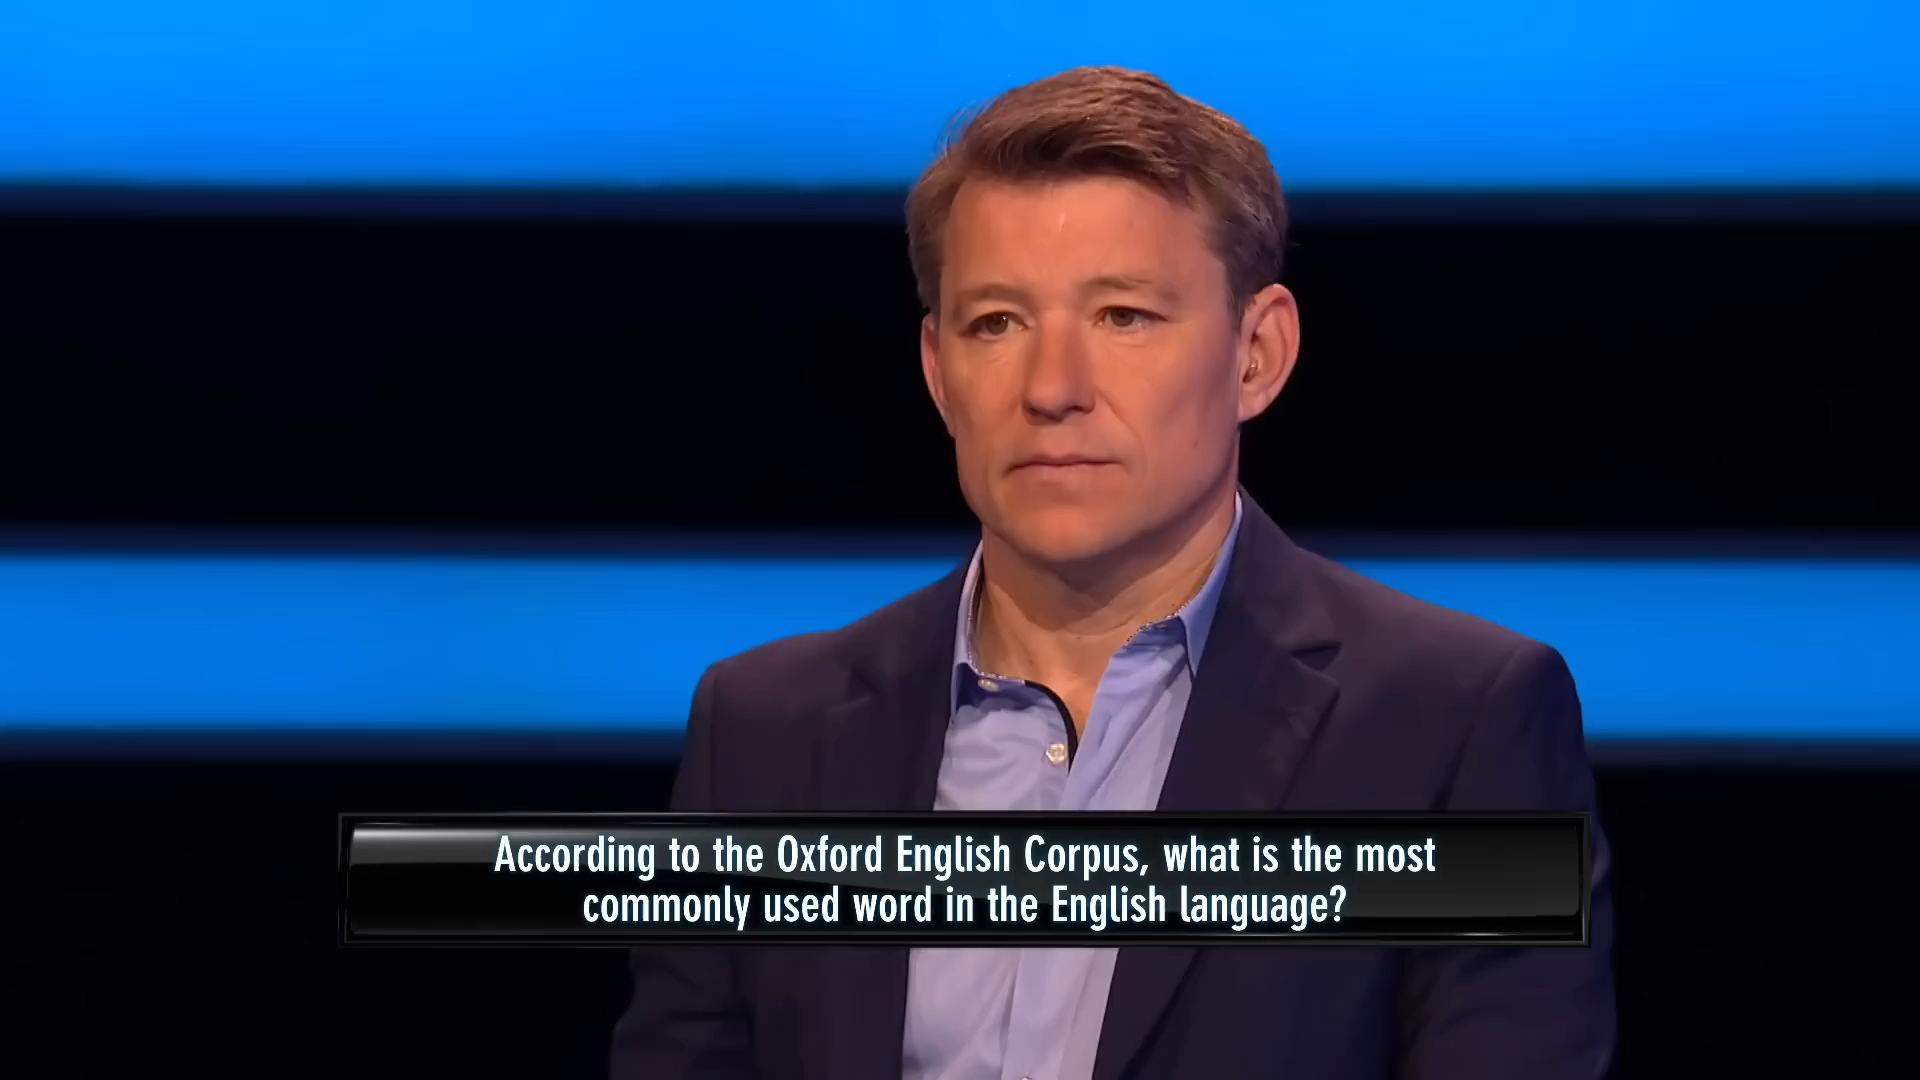 According to the Oxford English Corpus, what is the most
commonly used word in the English language?